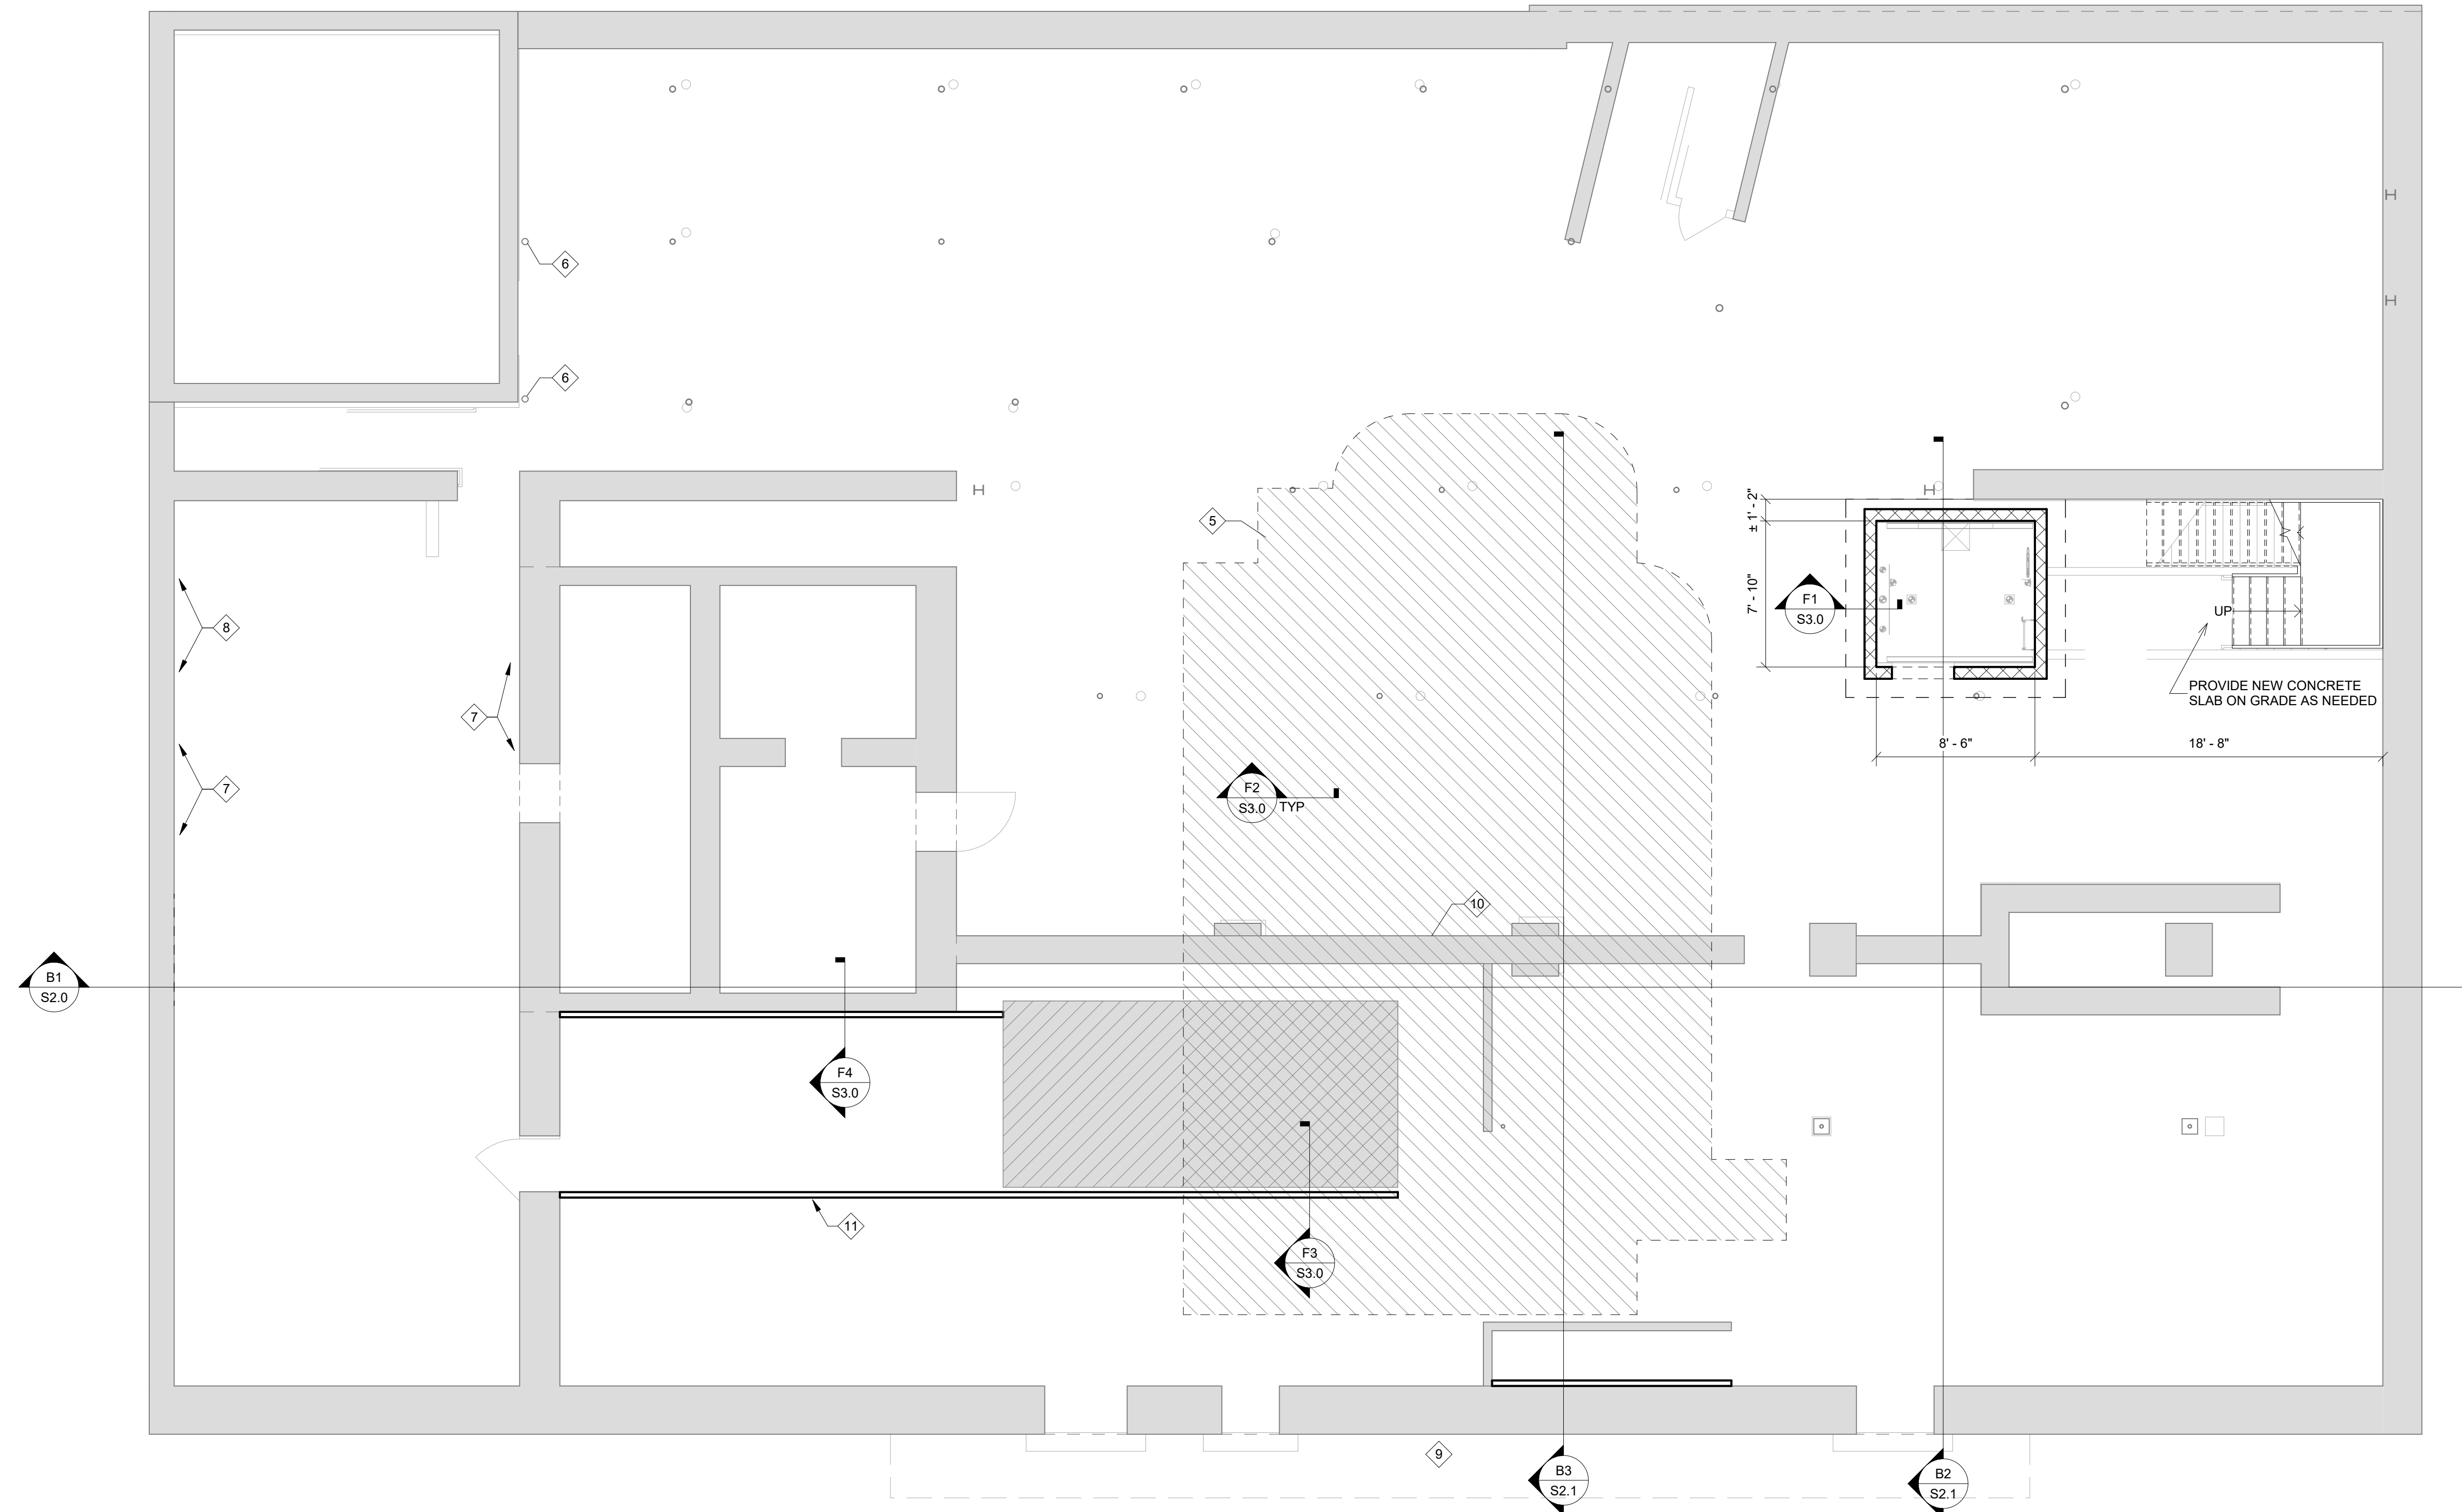 6
6
± 1' - 2"
5
F1
S3.0
7' - 10"
UP
8
PROVIDE NEW CONCRETE
SLAB ON GRADE AS NEEDED
7
8' - 6"
18' - 8"
7
F2
S3.0
TYP
10
B1
S2.0
F4
S3.0
11
F3
S3.0
9
B3
S2.1
B2
S2.1